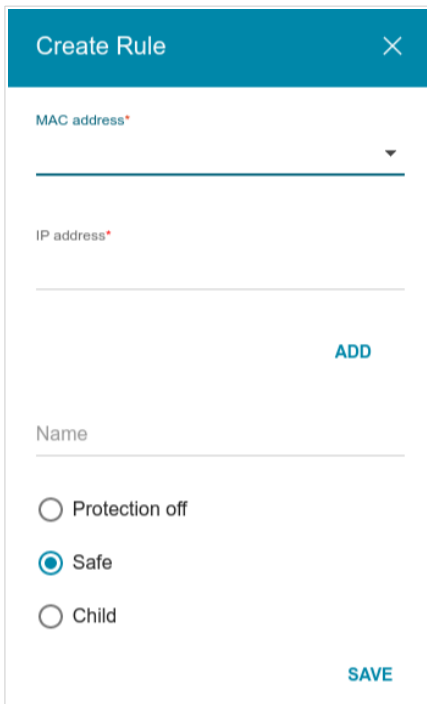 Create Rule
MAC address*
IP address*
ADD
Name
Protection off
Safe
Child
SAVE